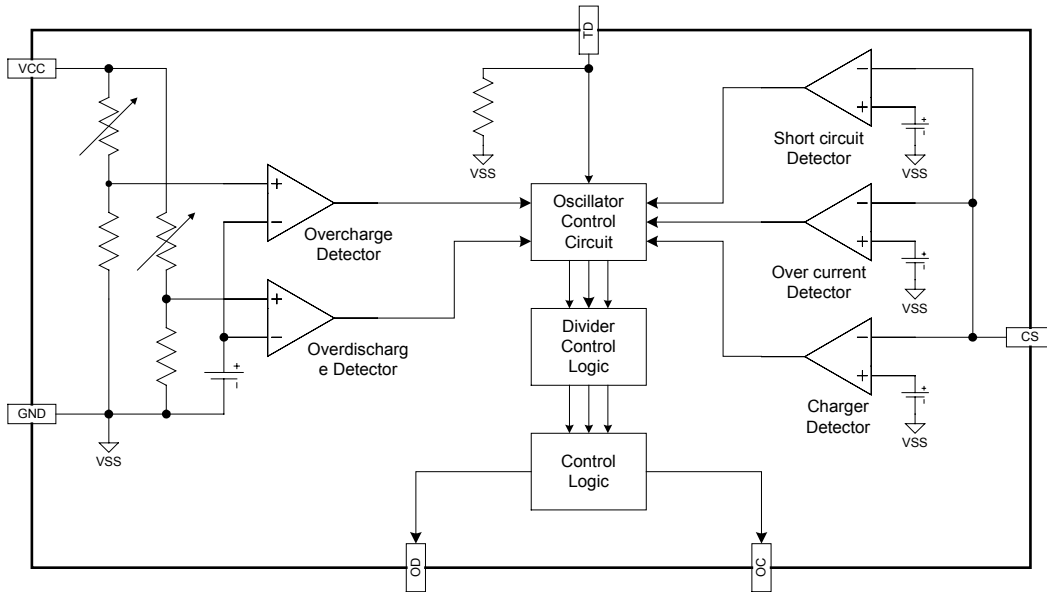 TD
VCC
VSS
Short circuit
Detector
VSS
Oscillator
Control
Circuit
Overcharge
Detector
Over current
Detector
VSS
Divider
Control
Logic
Overdischarg
e Detector
CS
GND
VSS
Charger
Detector
VSS
Control
Logic
OD
OC
+
-
+
-
+
-
-
+
+
-
-
+
+
-
-
+
+
-